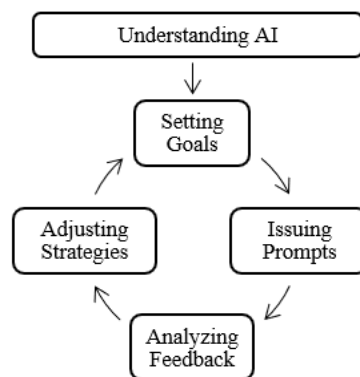 Understanding AI
Setting
Goals
Adjusting
Strategies
Issuing
Prompts
Analyzing
Feedback